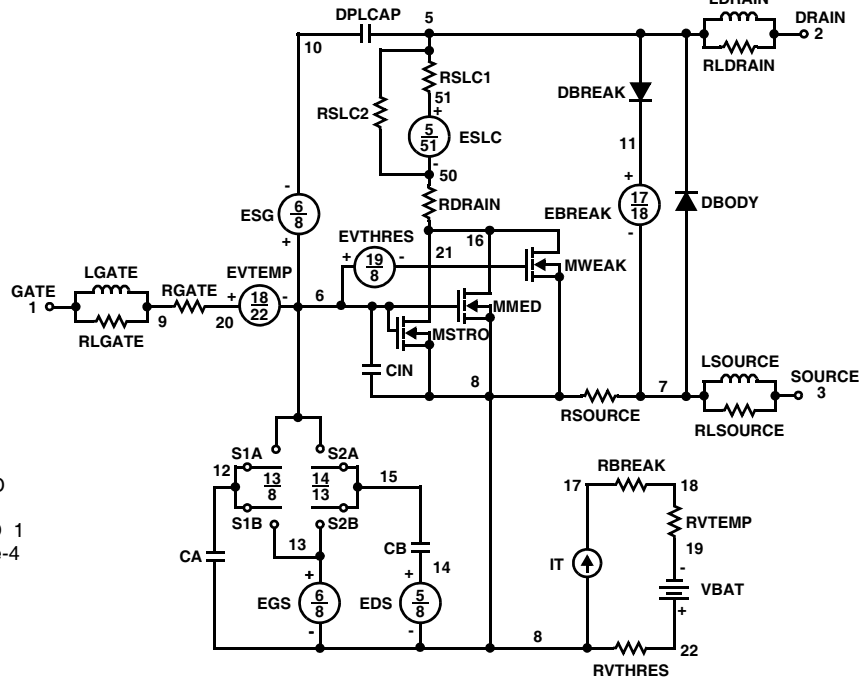 LDRAIN
DPLCAP 5 DRAIN
10 2
RSLC1 RLDRAIN
51 DBREAK
RSLC2 +
5
51 ESLC
11
-
50
- +
ESG 6
8
RDRAIN EBREAK 17
18
DBODY
+ EVTHRES 16 -
+ 19
8 - 21 MWEAK
LGATE EVTEMP
GATE RGATE + 18
22 - 6 MMED
1 9 20
RLGATE MSTRO
CIN LSOURCE
8 7 SOURCE
3
RSOURCE RLSOURCE
S1A S2A
12 13
8
14
13
15 RBREAK
17 18
S1B S2B RVTEMP
13 CB 19
CA 14 IT -
+ + VBAT
EGS 6
8
EDS 5
8
+
- - 8 22
RVTHRES
1
e-4